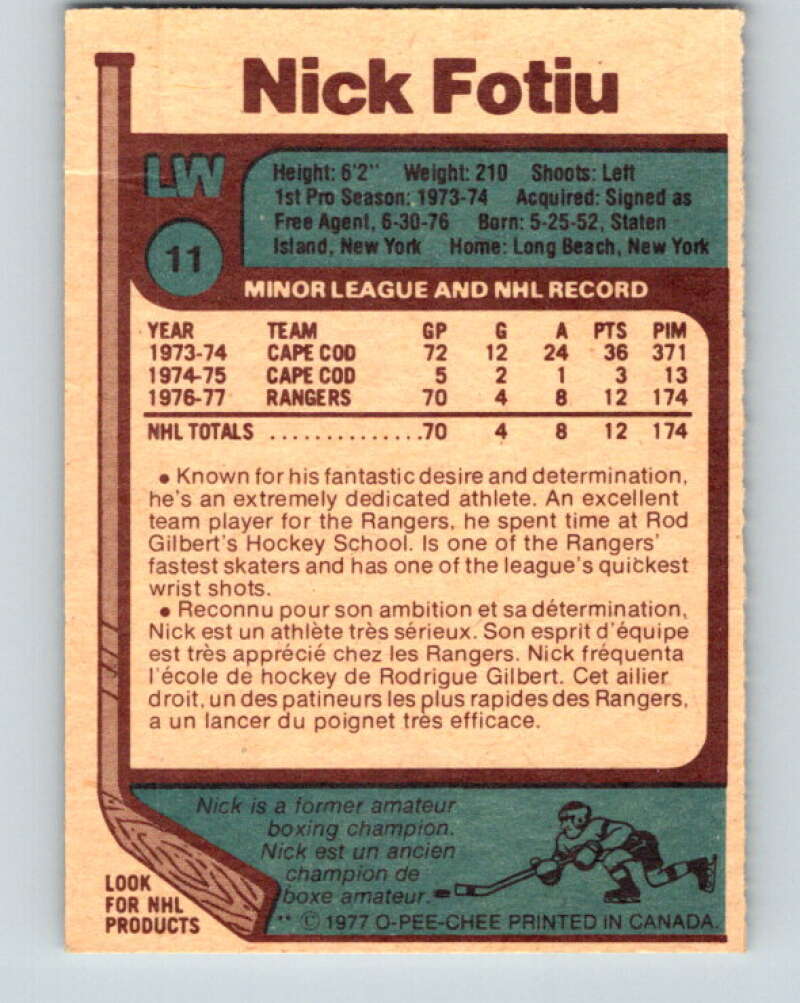 Nick Fotiu
LW
11
Height: 6'2" Weight: 210 Shoots: Left
1st Pro Season: 1973-74 Acquired: Signed as
Free Agent, 6-30-76 Born: 5-25-52, Staten
Island, New York Home: Long Beach, New York
MINOR LEAGUE AND NHL RECORD
YEAR TEAM GP G A PTS PIM
1973-74 CAPE COD 72 12 24 36 371
1974-75 CAPE COD 5 2 1 3 13
1976-77 RANGERS 70 4 8 12 174
NHL TOTALS ..............70 4 8 12 174
• Known for his fantastic desire and determination,
he's an extremely dedicated athlete. An excellent
team player for the Rangers, he spent time at Rod
Gilbert's Hockey School. Is one of the Rangers'
fastest skaters and has one of the league's quickest
wrist shots.
• Reconnu pour son ambition et sa détermination,
Nick est un athlète très sérieux. Son esprit d'équipe
est très apprécié chez les Rangers. Nick fréquenta
l'école de hockey de Rodrigue Gilbert. Cet ailier
droit, un des patineurs les plus rapides des Rangers,
a un lancer du poignet très efficace.
Nick is a former amateur
boxing champion.
Nick est un ancien
champion de
boxe amateur.
LOOK
FOR NHL
PRODUCTS
** © 1977 O-PEE-CHEE PRINTED IN CANADA.